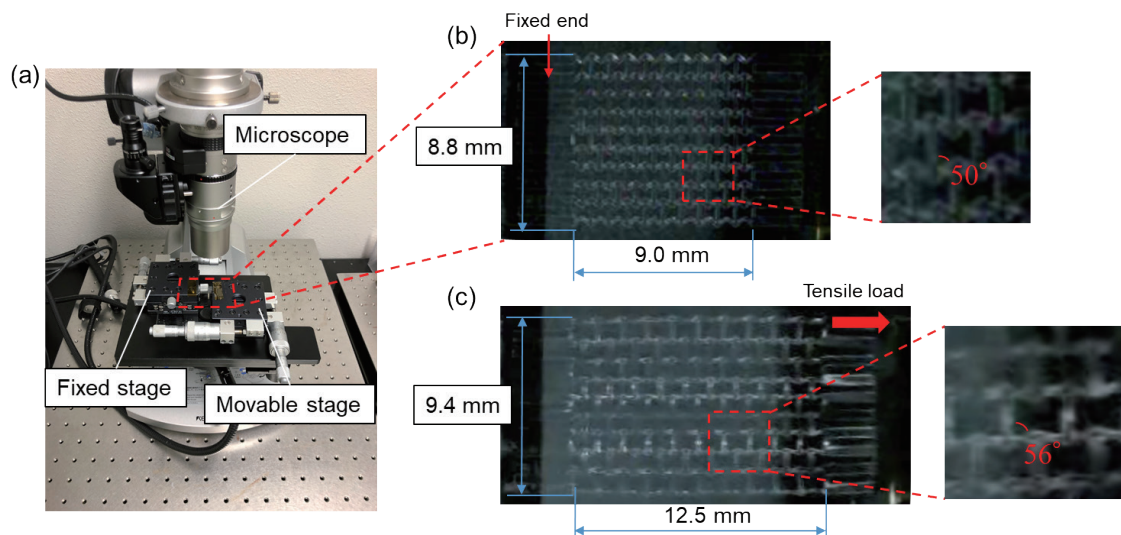 (a)
Microscope
Fixed stage
Movable stage
(b)
Fixed end
8.8 mm
9.0 mm
50°
(c)
Tensile load
9.4 mm
12.5 mm
56°